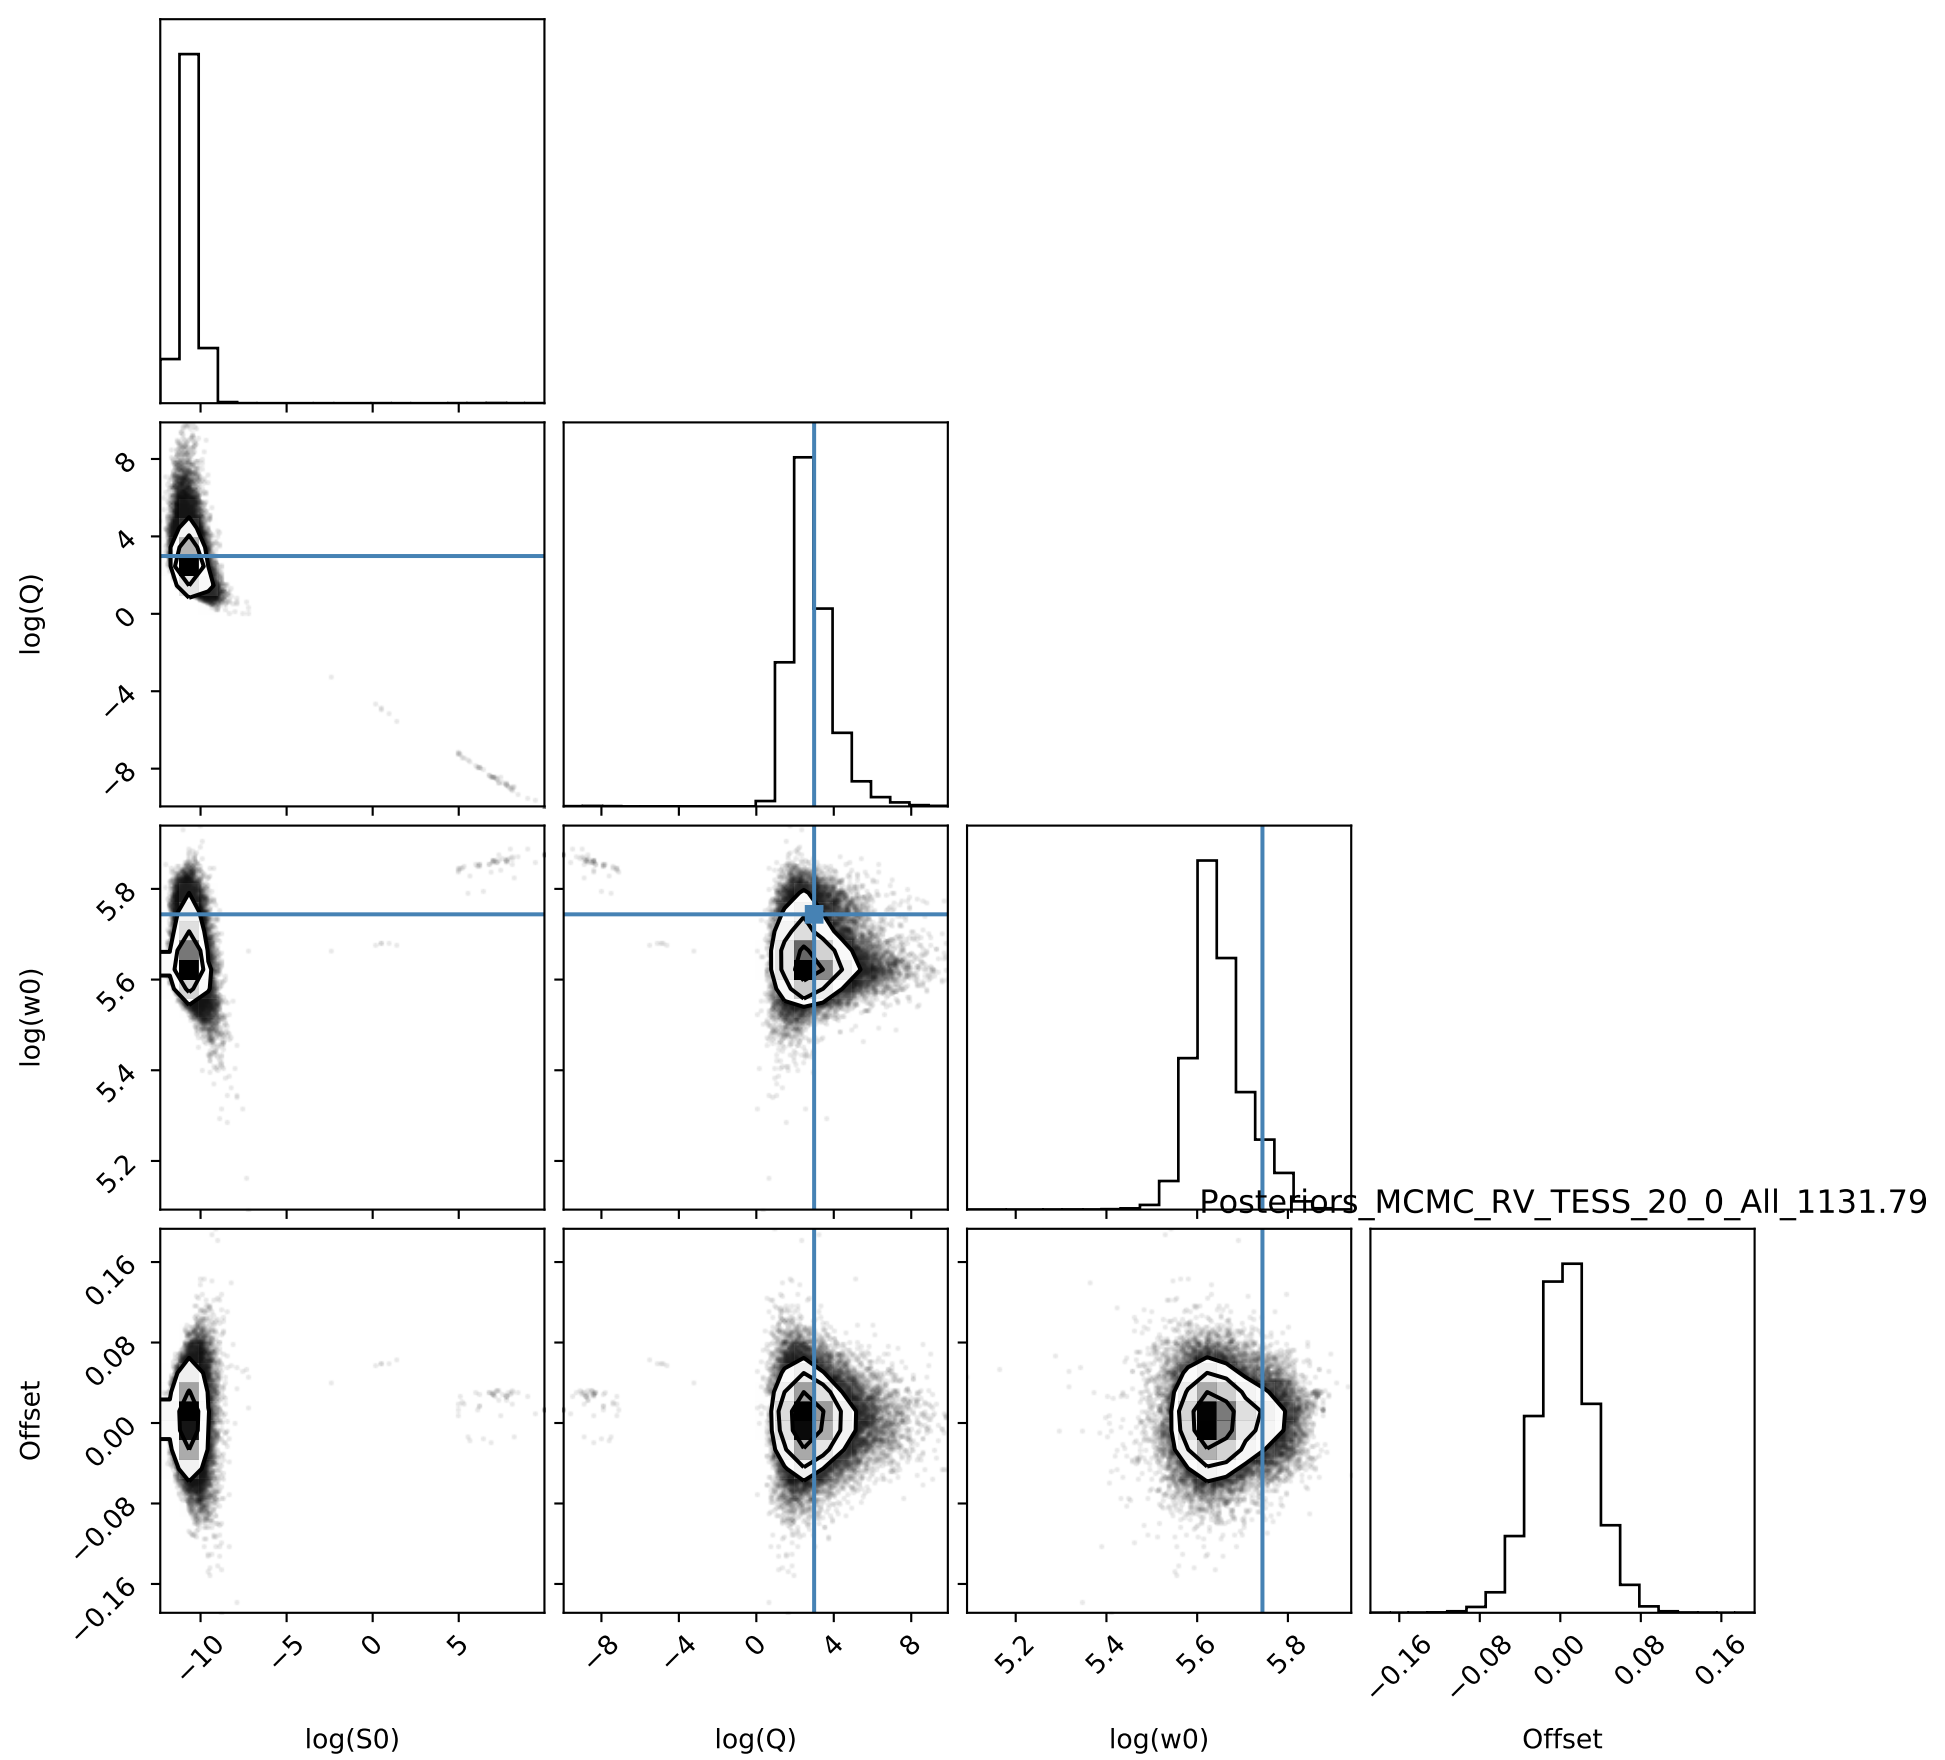 8
4
0
−4
−8
log(Q)
5.8
5.6
5.4
5.2
log(w0)
Posteriors_MCMC_RV_TESS_20_0_All_1131.79
0.16
0.08
0.00
−0.08
−0.16
Offset
−10 −5 0 5
−8 −4 0 4 8
5.2 5.4 5.6 5.8
−0.16 −0.08 0.00 0.08 0.16
log(S0) log(Q) log(w0) Offset